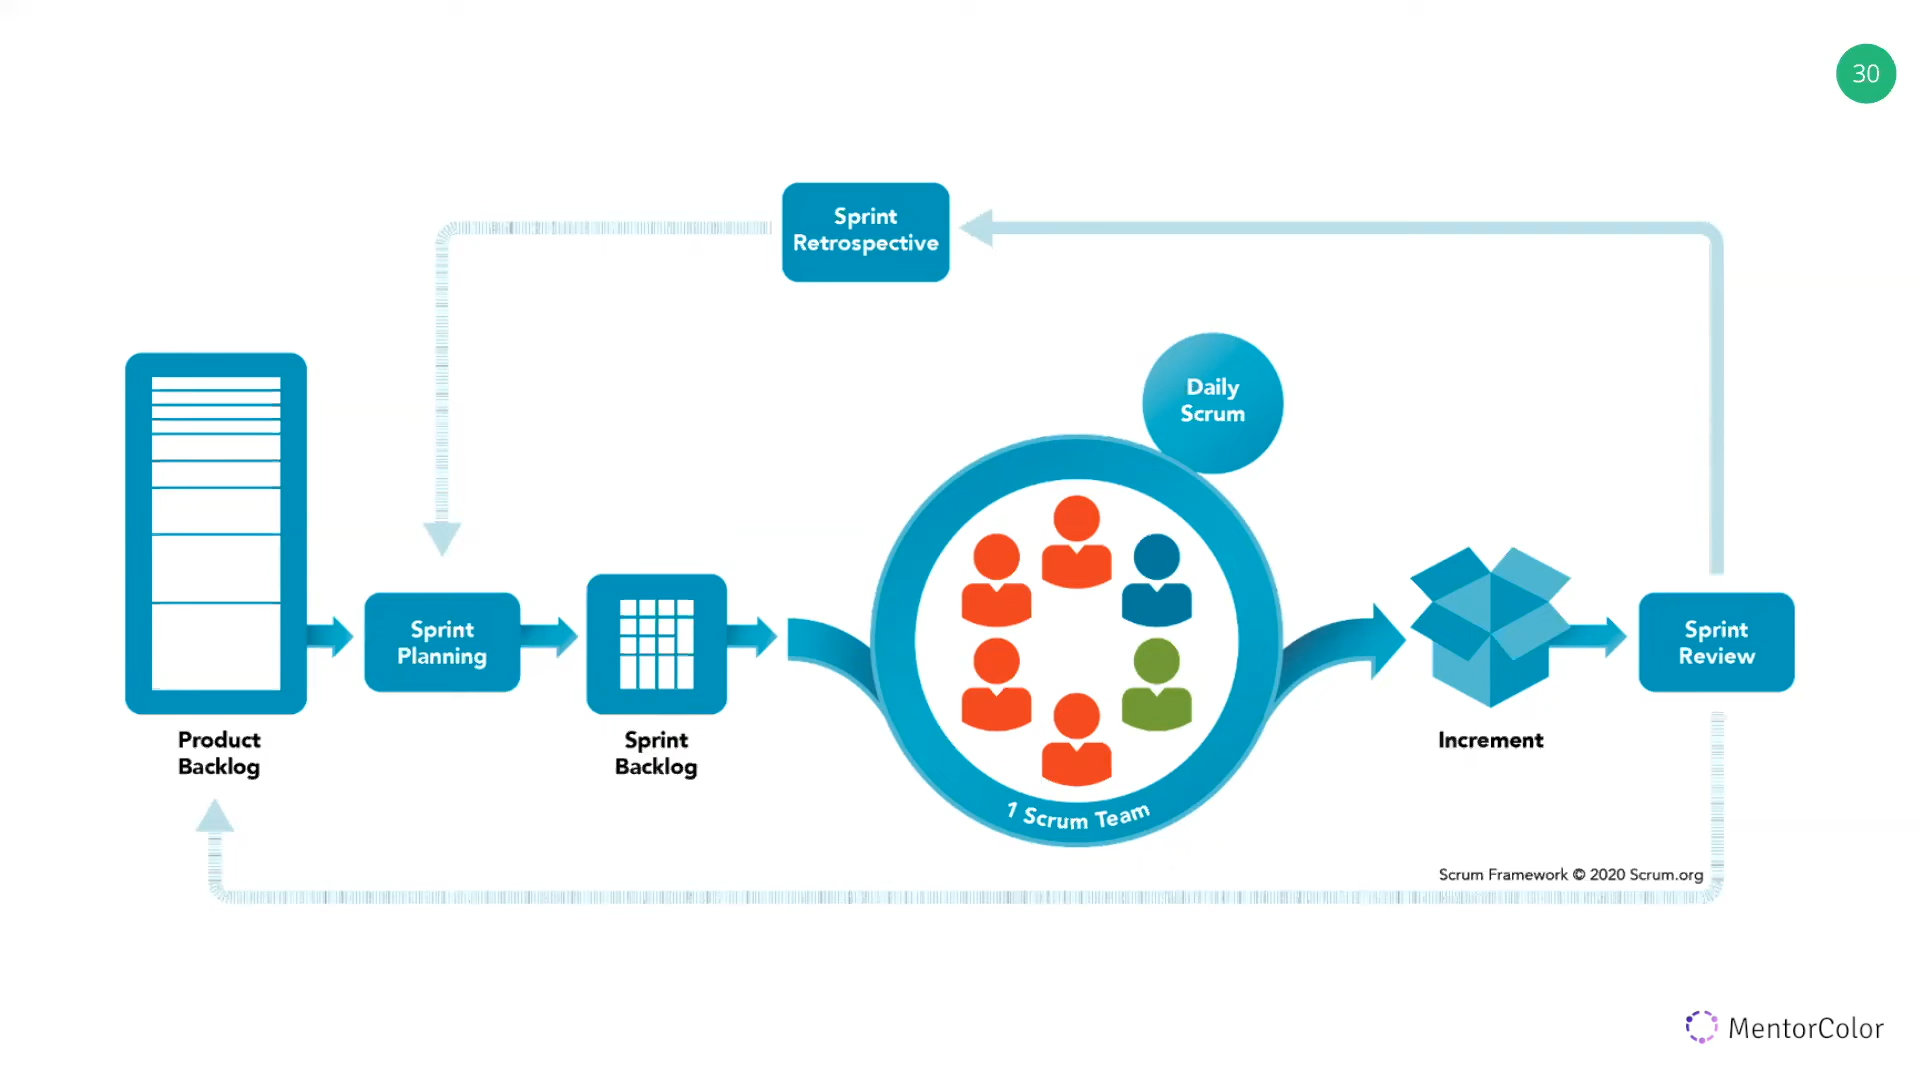 30
Sprint
Retrospective
Daily
Scrum
Sprint
Planning
Sprint
Review
Product
Backlog
Sprint
Backlog
Increment
1 Scrum Team
Scrum Framework © 2020 Scrum.org
MentorColor